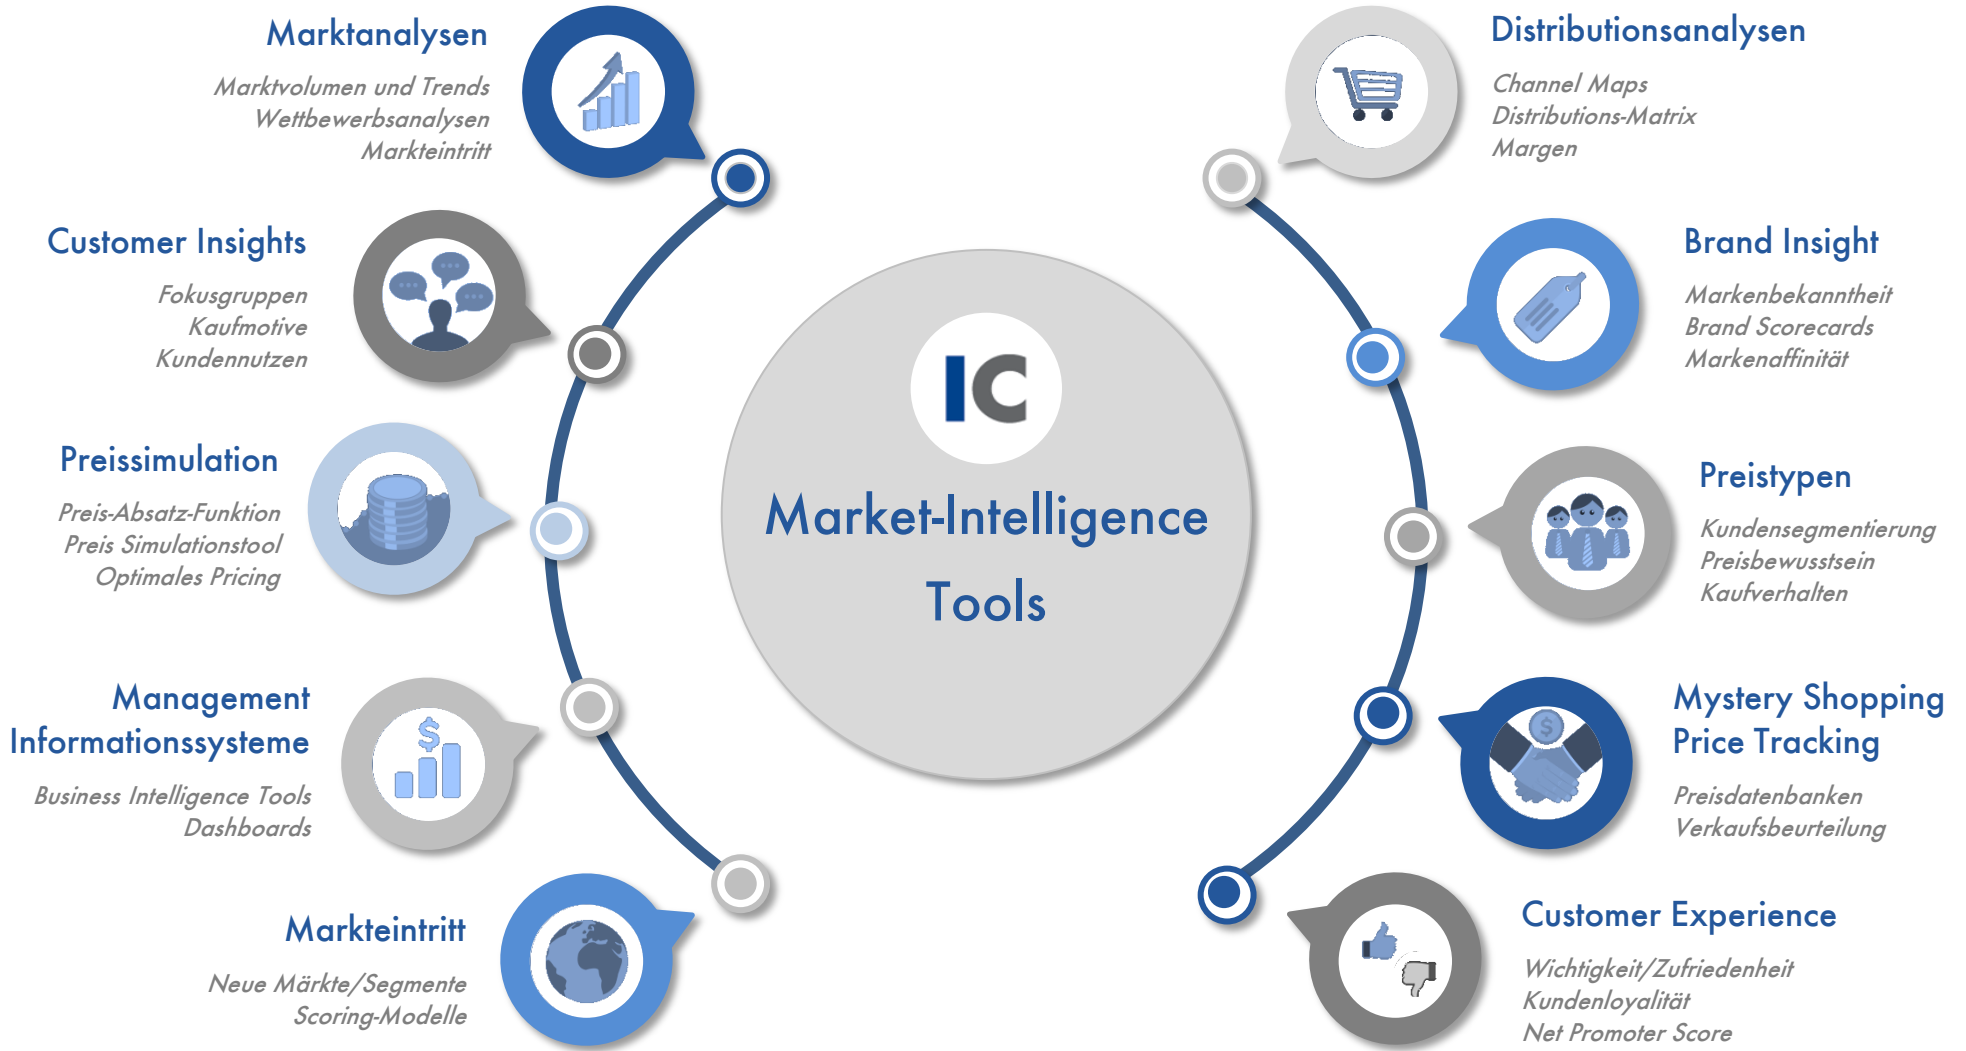 Marktanalysen
Marktvolumen und Trends
Wettbewerbsanalysen
Markteintritt
Customer Insights
Fokusgruppen
Kaufmotive
Kundennutzen
Preissimulation
Preis-Absatz-Funktion
Preis Simulationstool
Optimales Pricing
Management
Informationssysteme
Business Intelligence Tools
Dashboards
Markteintritt
Neue Märkte/Segmente
Scoring-Modelle
IC
Market-Intelligence
Tools
Distributionsanalysen
Channel Maps
Distributions-Matrix
Margen
Brand Insight
Markenbekanntheit
Brand Scorecards
Markenaffinität
Preistypen
Kundensegmentierung
Preisbewusstsein
Kaufverhalten
Mystery Shopping
Price Tracking
Preisdatenbanken
Verkaufsbeurteilung
Customer Experience
Wichtigkeit/Zufriedenheit
Kundenloyalität
Net Promoter Score